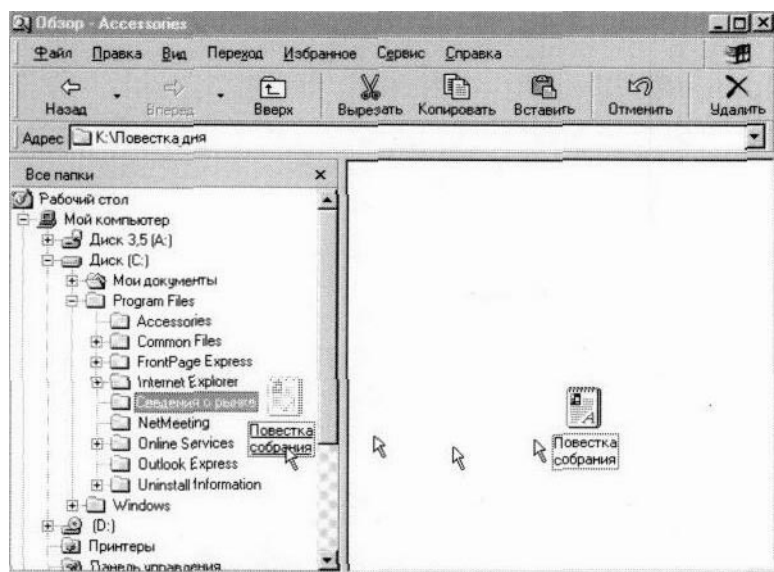 Обзор - Accessories
Файл Правка Вид Переход Избранное Сервис Справка
Назад Вперед Вверх Вырезать Копировать Вставить Отменить Удалить
Адрес K:\Повестка дня
Все папки
Рабочий стол
Мой компьютер
Диск 3,5 (A:)
Диск (C:)
Мои документы
Program Files
Accessories
Common Files
FrontPage Express
Internet Explorer
Сведения о рынке
NetMeeting
Online Services
Outlook Express
Uninstall Information
Windows
(D:)
Принтеры
Панель управления
Повестка
собрания
Повестка
собрания